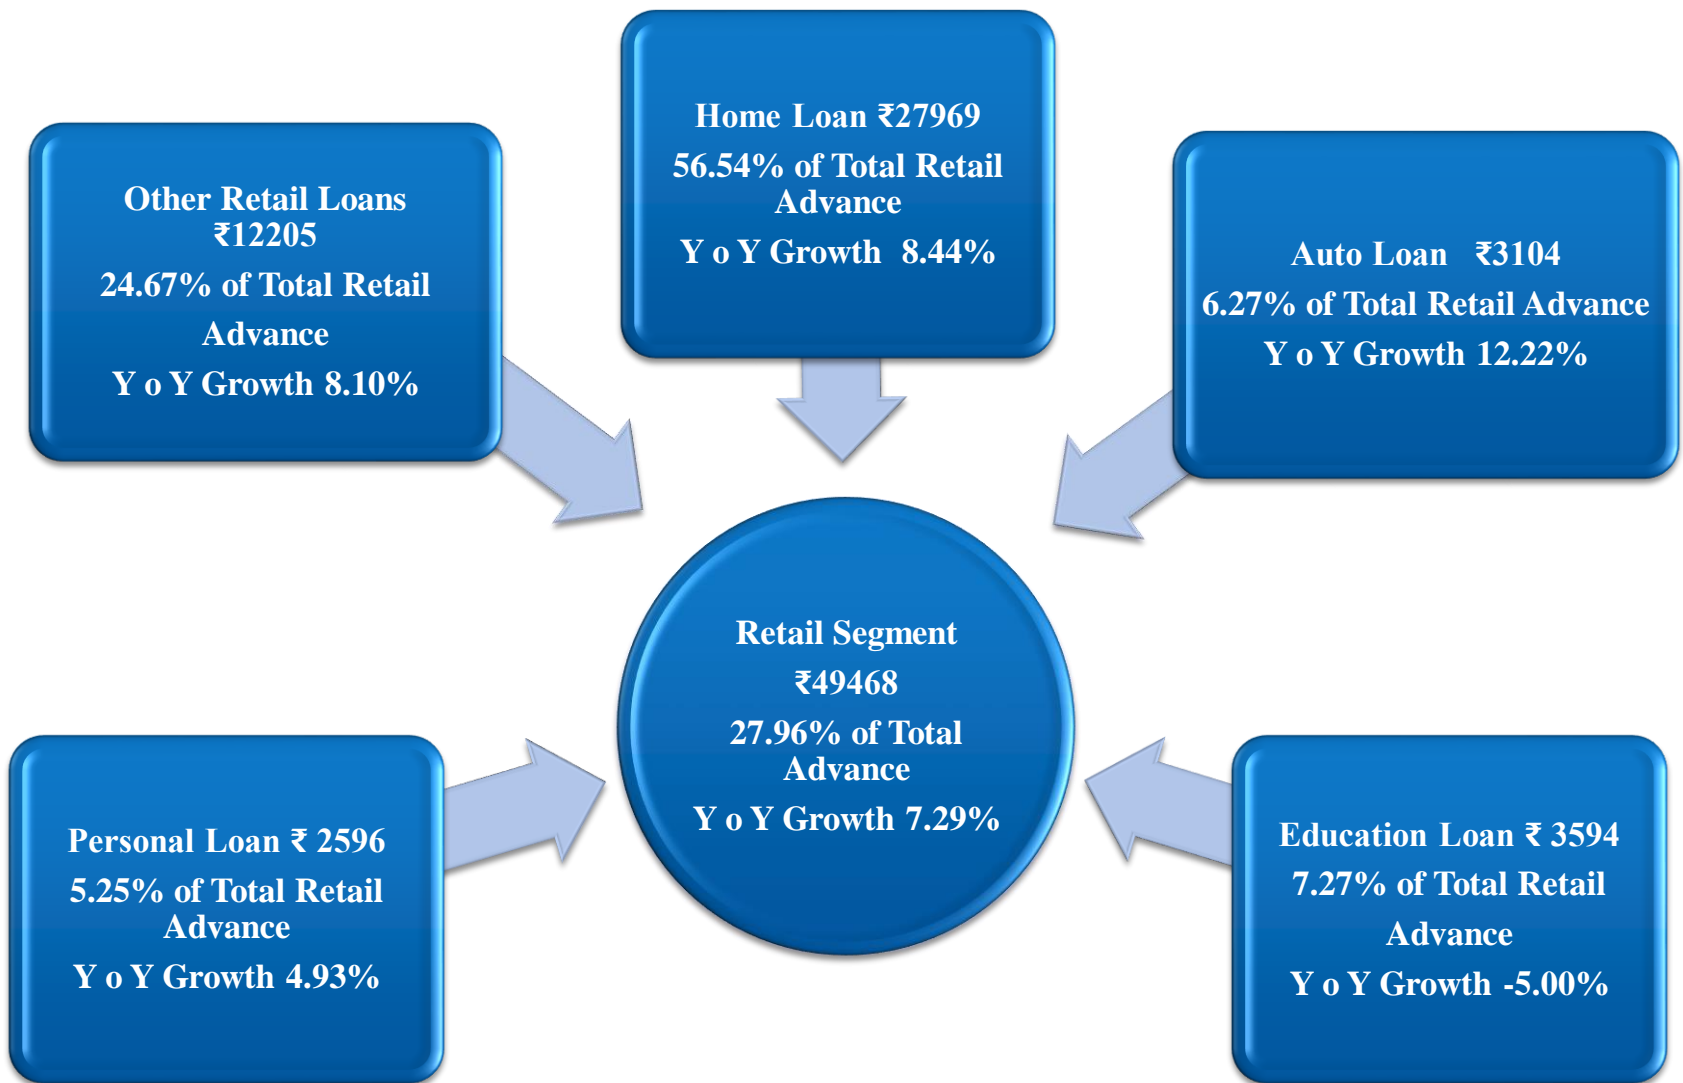 Home Loan ₹27969
56.54% of Total Retail
Advance
Y o Y Growth 8.44%
Other Retail Loans
₹12205
24.67% of Total Retail
Advance
Y o Y Growth 8.10%
Auto Loan ₹3104
6.27% of Total Retail Advance
Y o Y Growth 12.22%
Retail Segment
₹49468
27.96% of Total
Advance
Y o Y Growth 7.29%
Personal Loan ₹ 2596
5.25% of Total Retail
Advance
Y o Y Growth 4.93%
Education Loan ₹ 3594
7.27% of Total Retail
Advance
Y o Y Growth -5.00%